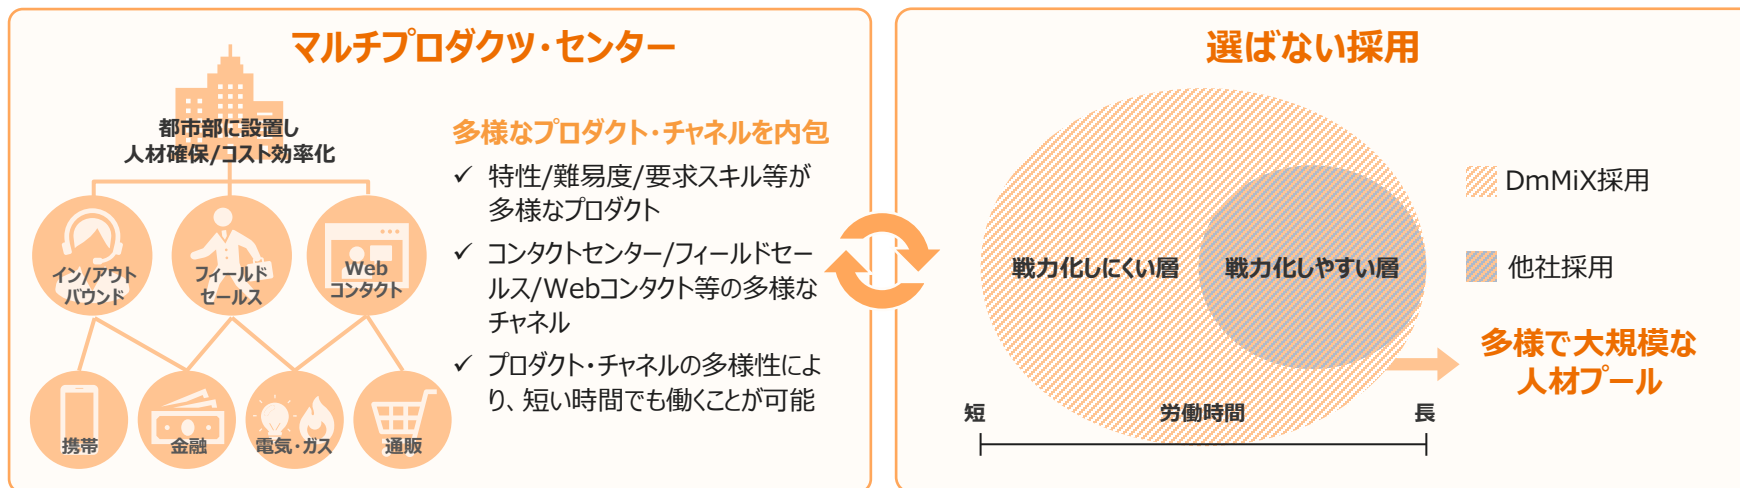 マルチプロダクツ・センター
都市部に設置し
人材確保/コスト効率化
イン/アウト
バウンド
フィールド
セールス
Web
コンタクト
携帯
金融
電気・ガス
通販
多様なプロダクト・チャネルを内包
✓ 特性/難易度/要求スキル等が
多様なプロダクト
✓ コンタクトセンター/フィールドセー
ルス/Webコンタクト等の多様な
チャネル
✓ プロダクト・チャネルの多様性によ
り、短い時間でも働くことが可能
選ばない採用
戦力化しにくい層
戦力化しやすい層
DmMiX採用
他社採用
多様で大規模な
人材プール
短
労働時間
長